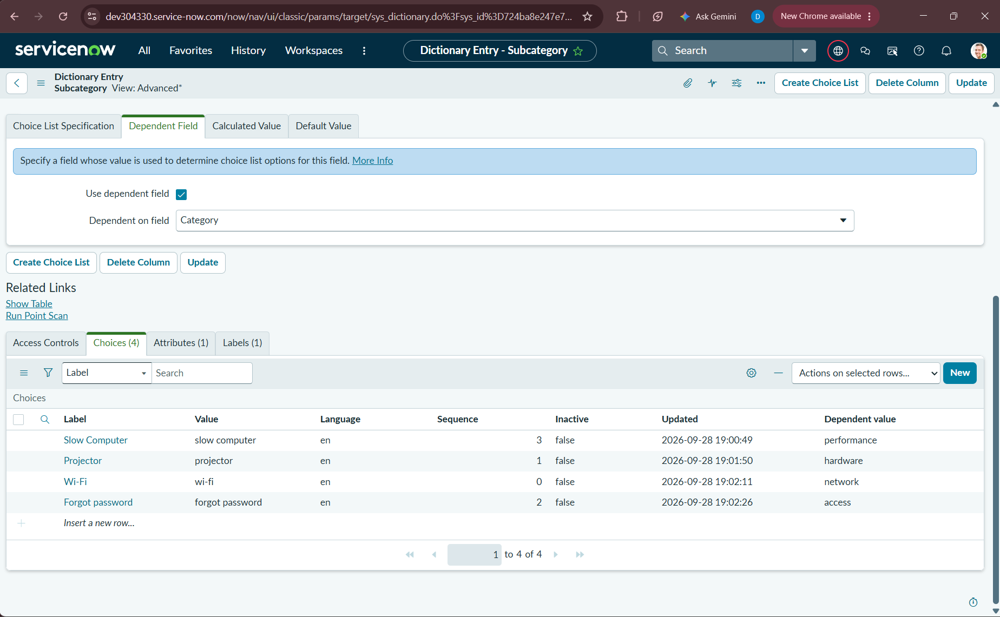 dev304330.service-now.com/now/nav/ui/classic/params/target/sys_dictionary.do%3Fsys_id%3D724ba8e247e7...
Ask Gemini
D
New Chrome available
servicenow
All
Favorites
History
Workspaces
Dictionary Entry - Subcategory
Search
Dictionary Entry
Subcategory View: Advanced*
Create Choice List
Delete Column
Update
Choice List Specification
Dependent Field
Calculated Value
Default Value
Specify a field whose value is used to determine choice list options for this field. More Info
Use dependent field
Dependent on field
Category
Create Choice List
Delete Column
Update
Related Links
Show Table
Run Point Scan
Access Controls
Choices (4)
Attributes (1)
Labels (1)
Label
Search
Actions on selected rows...
New
Choices
Label Value Language Sequence Inactive Updated Dependent value
Slow Computer slow computer en 3 false 2026-09-28 19:00:49 performance
Projector projector en 1 false 2026-09-28 19:01:50 hardware
Wi-Fi wi-fi en 0 false 2026-09-28 19:02:11 network
Forgot password forgot password en 2 false 2026-09-28 19:02:26 access
Insert a new row...
1 to 4 of 4